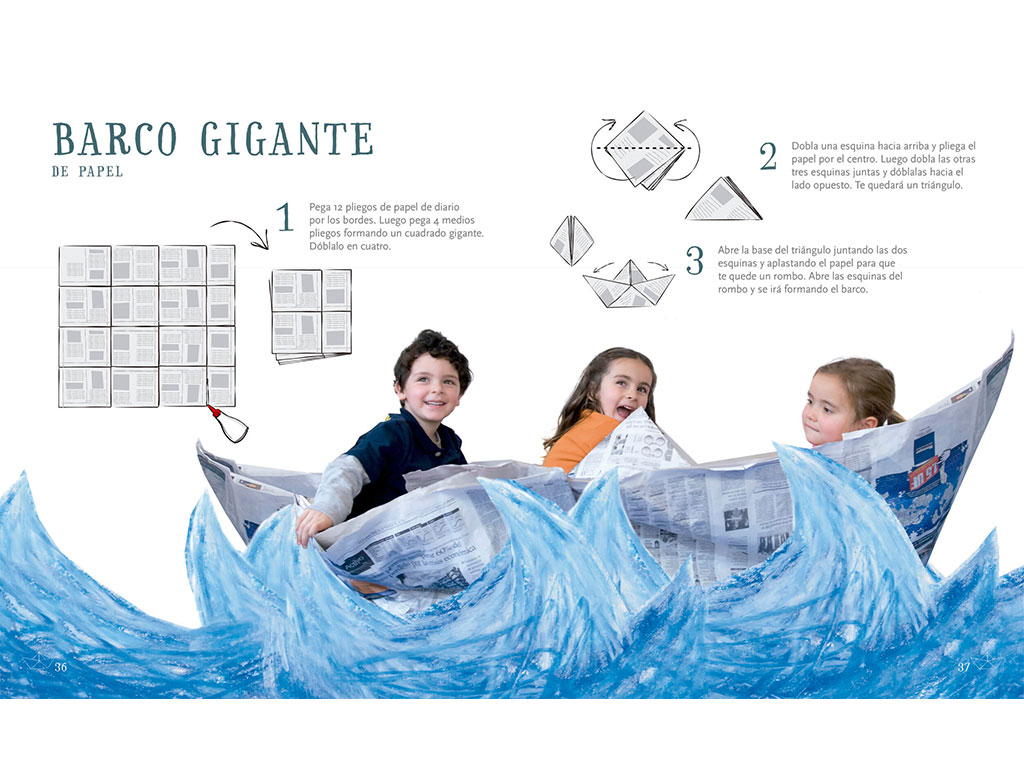 BARCO GIGANTE
DE PAPEL
1
Pega 12 pliegos de papel de diario
por los bordes. Luego pega 4 medios
pliegos formando un cuadrado gigante.
Dóblalo en cuatro.
2
Dobla una esquina hacia arriba y pliega el
papel por el centro. Luego dobla las otras
tres esquinas juntas y dóblalas hacia el
lado opuesto. Te quedará un triángulo.
3
Abre la base del triángulo juntando las dos
esquinas y aplastando el papel para que
te quede un rombo. Abre las esquinas del
rombo y se irá formando el barco.
36
37